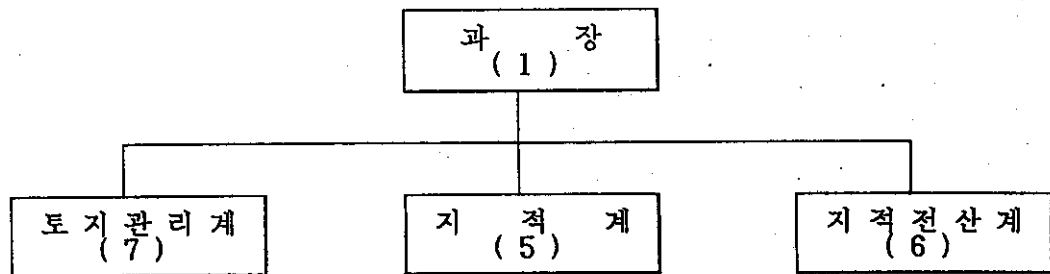 과 장
( 1 )
토 지 관 리 계
( 7 )
지 적 계
( 5 )
지 적 전 산 계
( 6 )